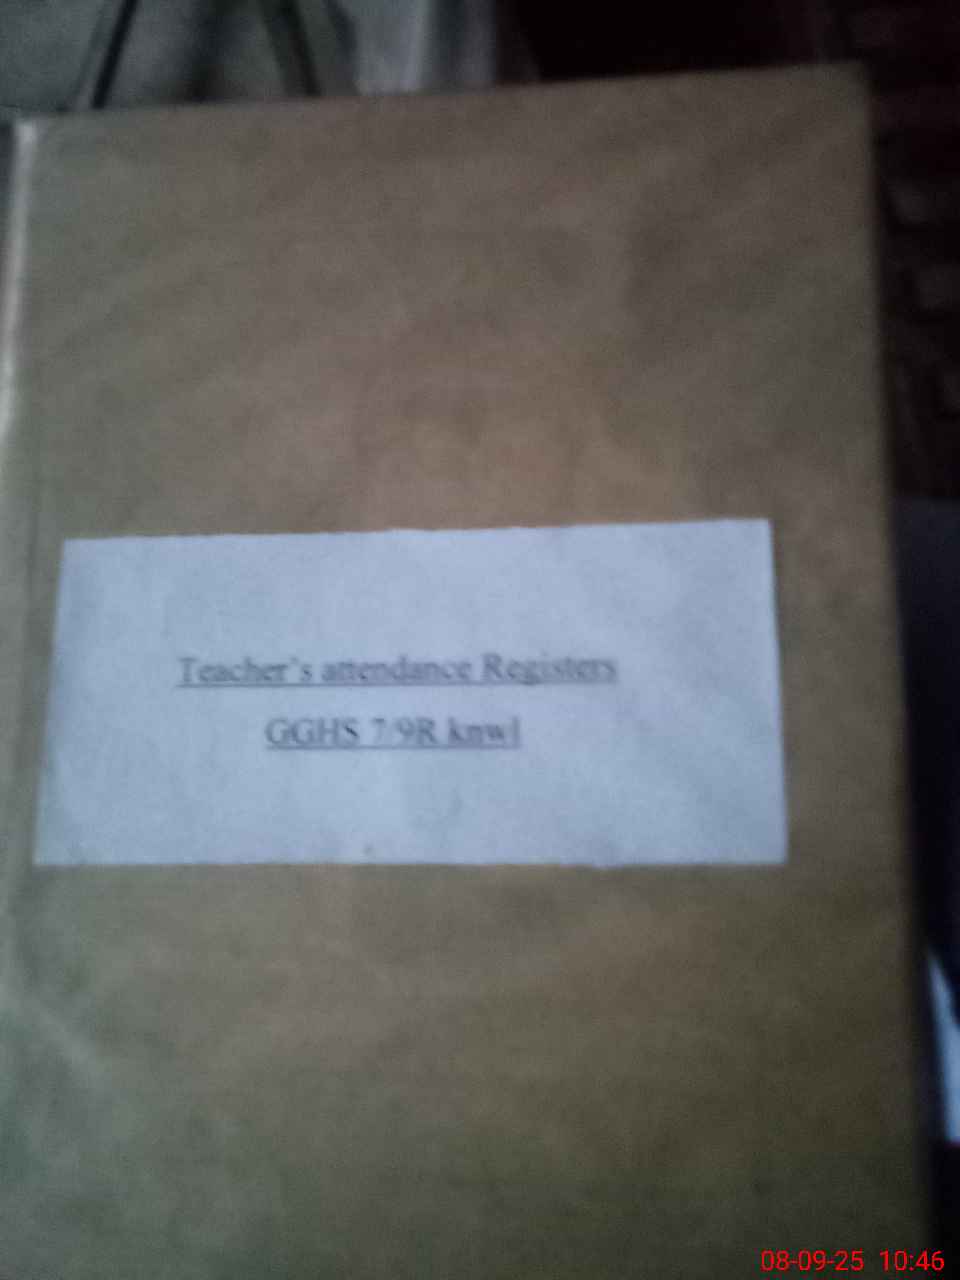 Teacher's attendance Registers
GGHS 7/9R knwl
08-09-25 10:46